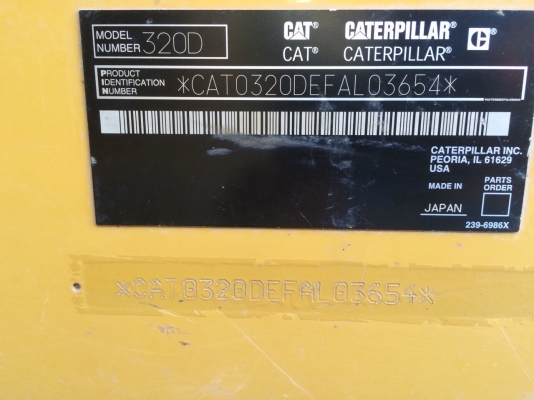 MODEL NUMBER 320D
CAT CATERPILLAR C
CAT® CATERPILLAR®
PRODUCT IDENTIFICATION NUMBER *CAT0320DEFAL03654*
CATERPILLAR INC.
PEORIA, IL 61629
USA
MADE IN PARTS ORDER
JAPAN
239-6986X
*CAT0320DEFAL03654*